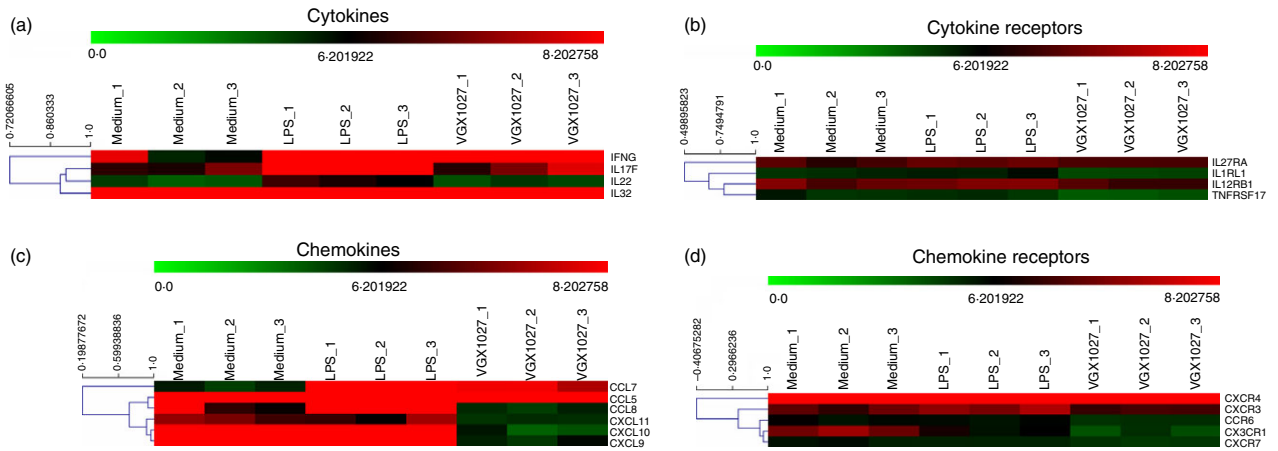 (a)
Cytokines
0·0
6·201922
8·202758
0·72066605
0·860333
1·0
Medium_1
Medium_2
Medium_3
LPS_1
LPS_2
LPS_3
VGX1027_1
VGX1027_2
VGX1027_3
IFNG
IL17F
IL22
IL32
(b)
Cytokine receptors
0·0
6·201922
8·202758
0·49895823
0·7494791
1·0
Medium_1
Medium_2
Medium_3
LPS_1
LPS_2
LPS_3
VGX1027_1
VGX1027_2
VGX1027_3
IL27RA
IL1RL1
IL12RB1
TNFRSF17
(c)
Chemokines
0·0
6·201922
8·202758
0·19877672
0·59938836
1·0
Medium_1
Medium_2
Medium_3
LPS_1
LPS_2
LPS_3
VGX1027_1
VGX1027_2
VGX1027_3
CCL7
CCL5
CCL8
CXCL11
CXCL10
CXCL9
(d)
Chemokine receptors
0·0
6·201922
8·202758
−0·40675282
0·2966236
1·0
Medium_1
Medium_2
Medium_3
LPS_1
LPS_2
LPS_3
VGX1027_1
VGX1027_2
VGX1027_3
CXCR4
CXCR3
CCR6
CX3CR1
CXCR7